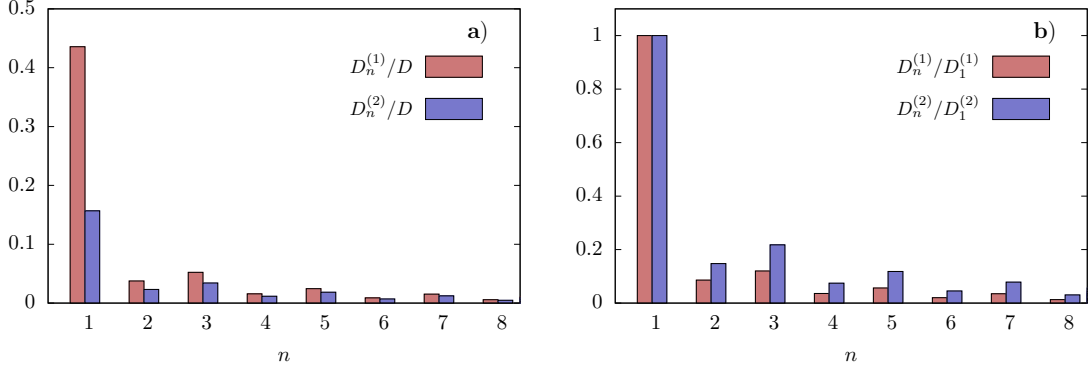 0.5
0.4
0.3
0.2
0.1
0
1 2 3 4 5 6 7 8
n
a)
D_n^{(1)}/D
D_n^{(2)}/D
1
0.8
0.6
0.4
0.2
0
1 2 3 4 5 6 7 8
n
b)
D_n^{(1)}/D_1^{(1)}
D_n^{(2)}/D_1^{(2)}